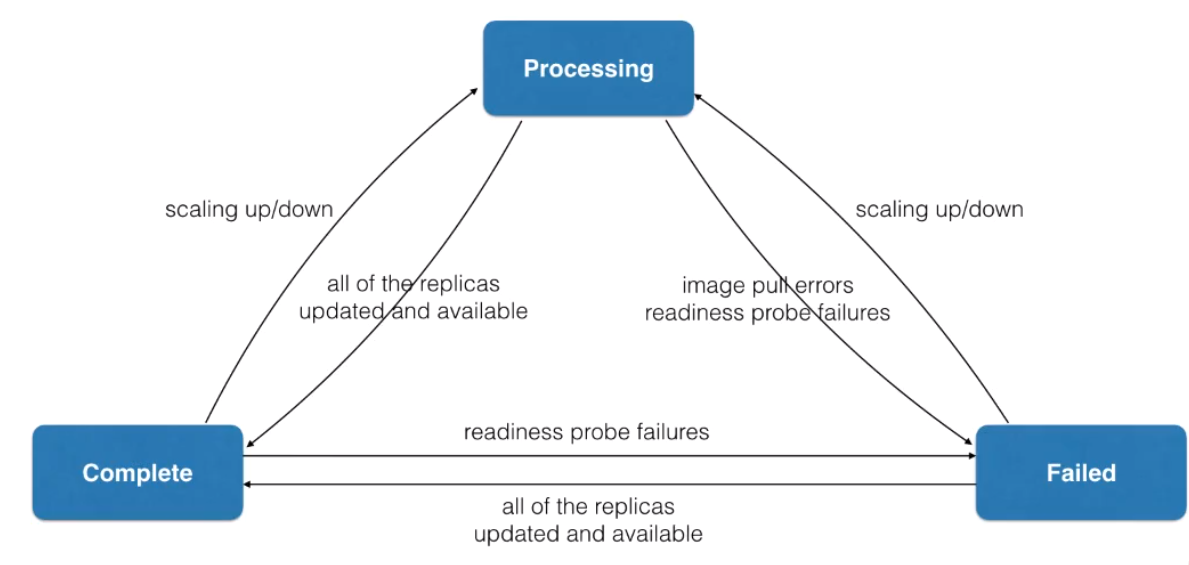 Processing
scaling up/down
scaling up/down
all of the replicas
updated and available
image pull errors
readiness probe failures
readiness probe failures
Complete
Failed
all of the replicas
updated and available